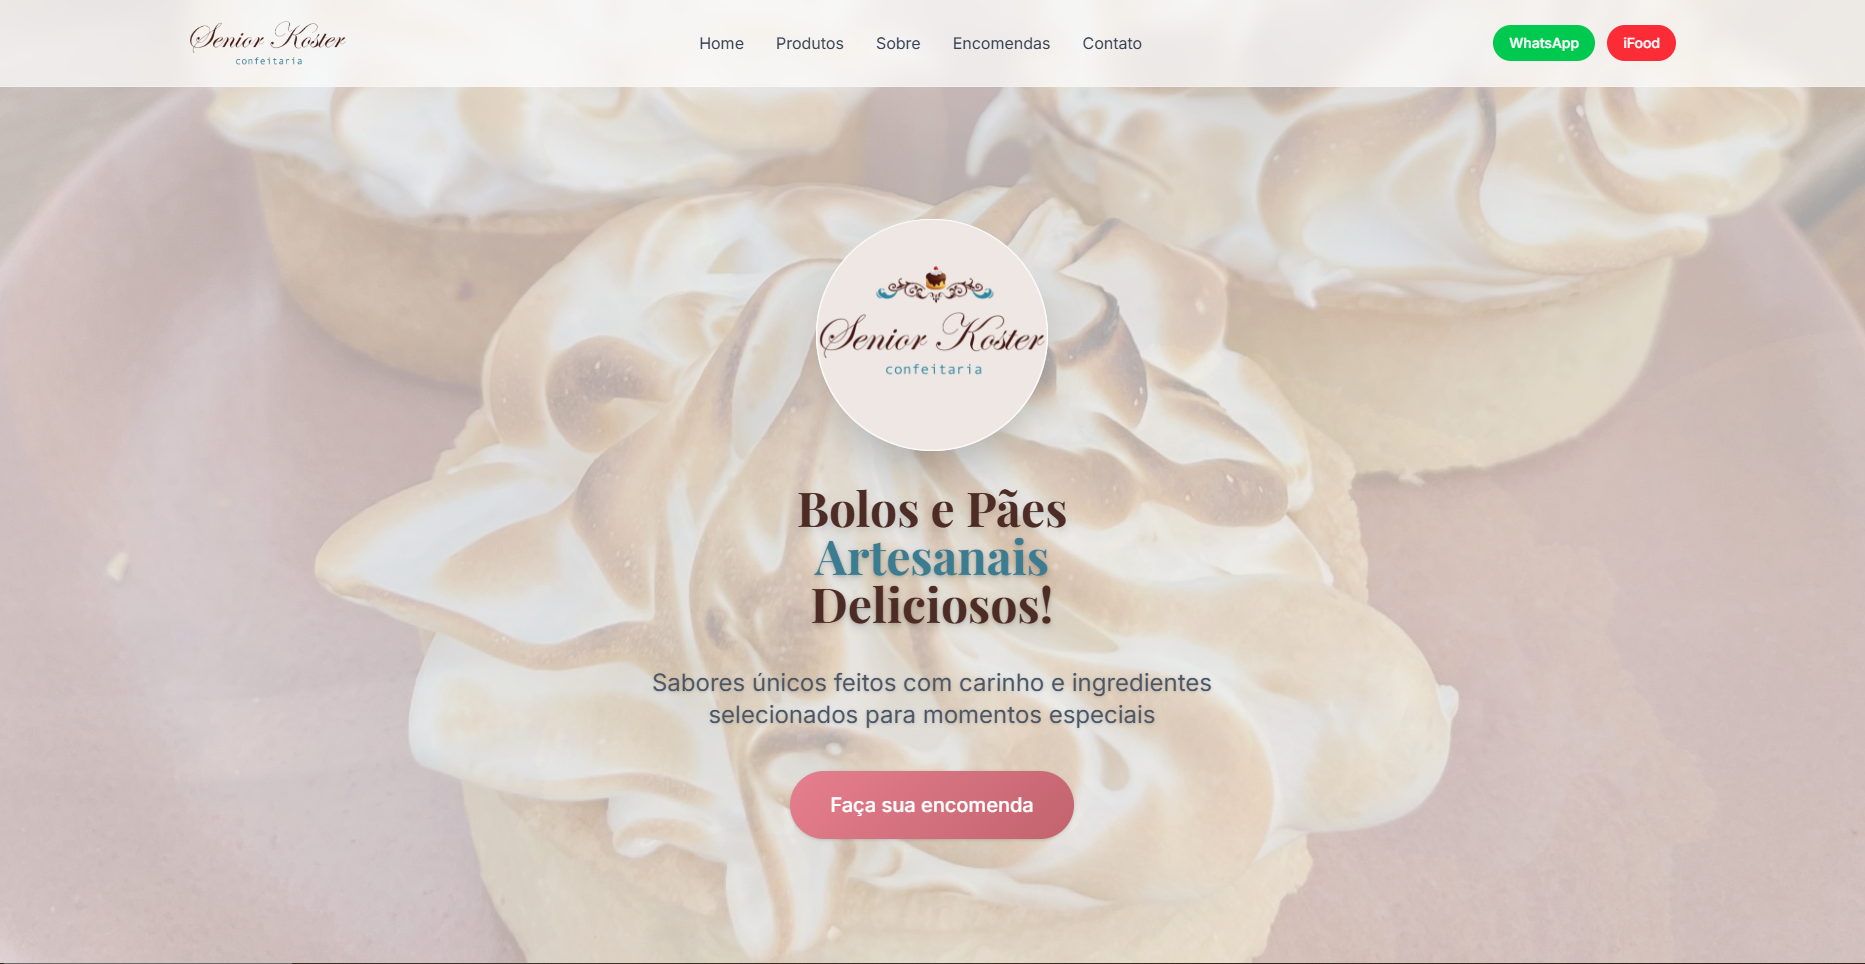 Senior Koster
confeitaria
Home
Produtos
Sobre
Encomendas
Contato
WhatsApp
iFood
Senior Koster
confeitaria
Bolos e Pães
Artesanais
Deliciosos!
Sabores únicos feitos com carinho e ingredientes
selecionados para momentos especiais
Faça sua encomenda